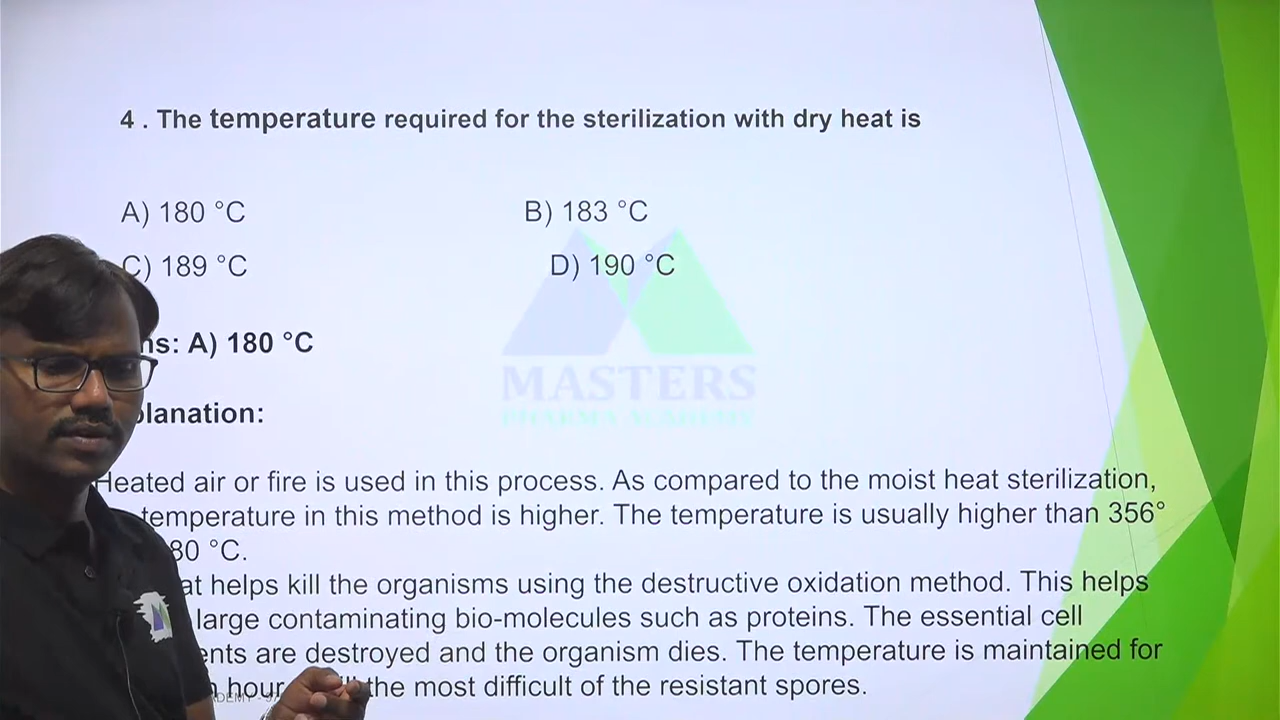 4 . The temperature required for the sterilization with dry heat is
A) 180 °C B) 183 °C
C) 189 °C D) 190 °C
ns: A) 180 °C
MASTERS
PHARMA ACADEMY
planation:
Heated air or fire is used in this process. As compared to the moist heat sterilization,
temperature in this method is higher. The temperature is usually higher than 356°
80 °C.
at helps kill the organisms using the destructive oxidation method. This helps
large contaminating bio-molecules such as proteins. The essential cell
ents are destroyed and the organism dies. The temperature is maintained for
hour the most difficult of the resistant spores.